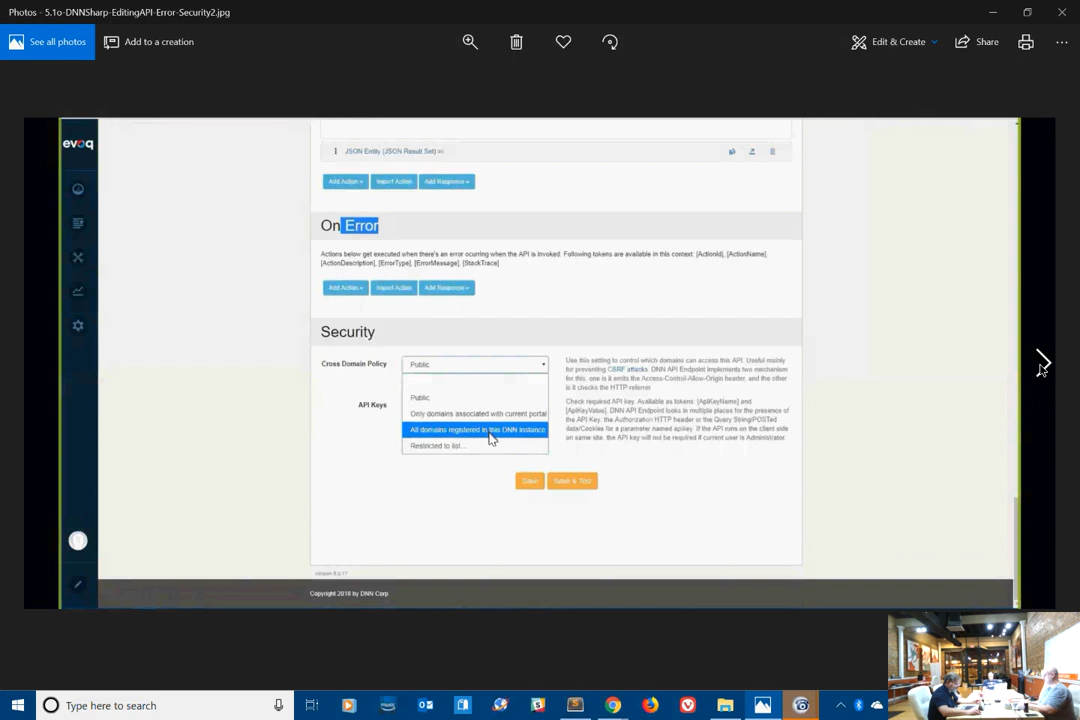 Photos - 5.1o-DNNSharp-EditingAPI-Error-Security2.jpg
See all photos
Add to a creation
Edit & Create
Share
evoq
JSON Entity (JSON Result Set)
Add Action
Import Action
Add Response
On Error
Actions below get executed when there's an error ocurring when the API is invoked. Following tokens are available in this context: [ActionId], [ActionName],
[ActionDescription], [ErrorType], [ErrorMessage], [StackTrace]
Add Action
Import Action
Add Response
Security
Cross Domain Policy
Public
Use this setting to control which domains can access this API. Useful mainly
for preventing CSRF attacks. DNN API Endpoint implements two mechanism
for this, one is it emits the Access-Control-Allow-Origin header, and the other
is it checks the HTTP referrer
Public
Only domains associated with current portal
All domains registered in this DNN instance
Restricted to list...
API Keys
Check required API key. Available as tokens: [ApiKeyName] and
[ApiKeyValue]. DNN API Endpoint looks in multiple places for the presence of
the API Key, the Authorization HTTP header or the Query String/POSTed
data/Cookies for a parameter named apikey. If the API runs on the client side
on same site, the API key will not be required if current user is Administrator.
Save
Save & Test
Copyright 2018 by DNN Corp
Type here to search